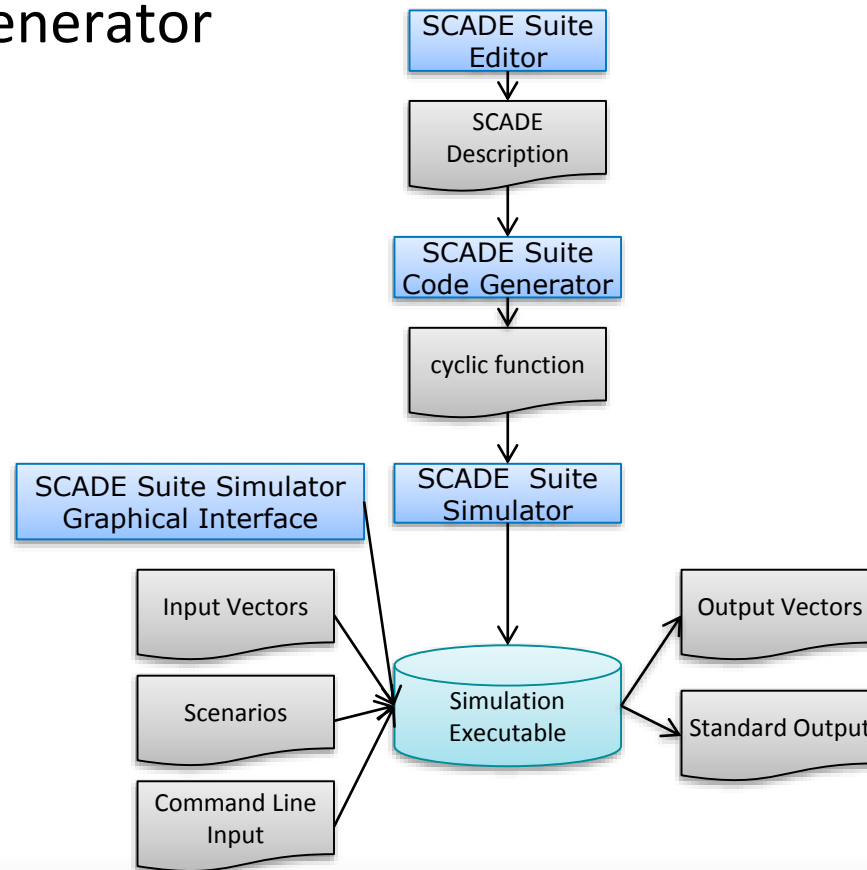 enerator
SCADE Suite
Editor
SCADE
Description
SCADE Suite
Code Generator
cyclic function
SCADE Suite
Simulator
SCADE Suite Simulator
Graphical Interface
Input Vectors
Output Vectors
Scenarios
Simulation
Executable
Standard Output
Command Line
Input